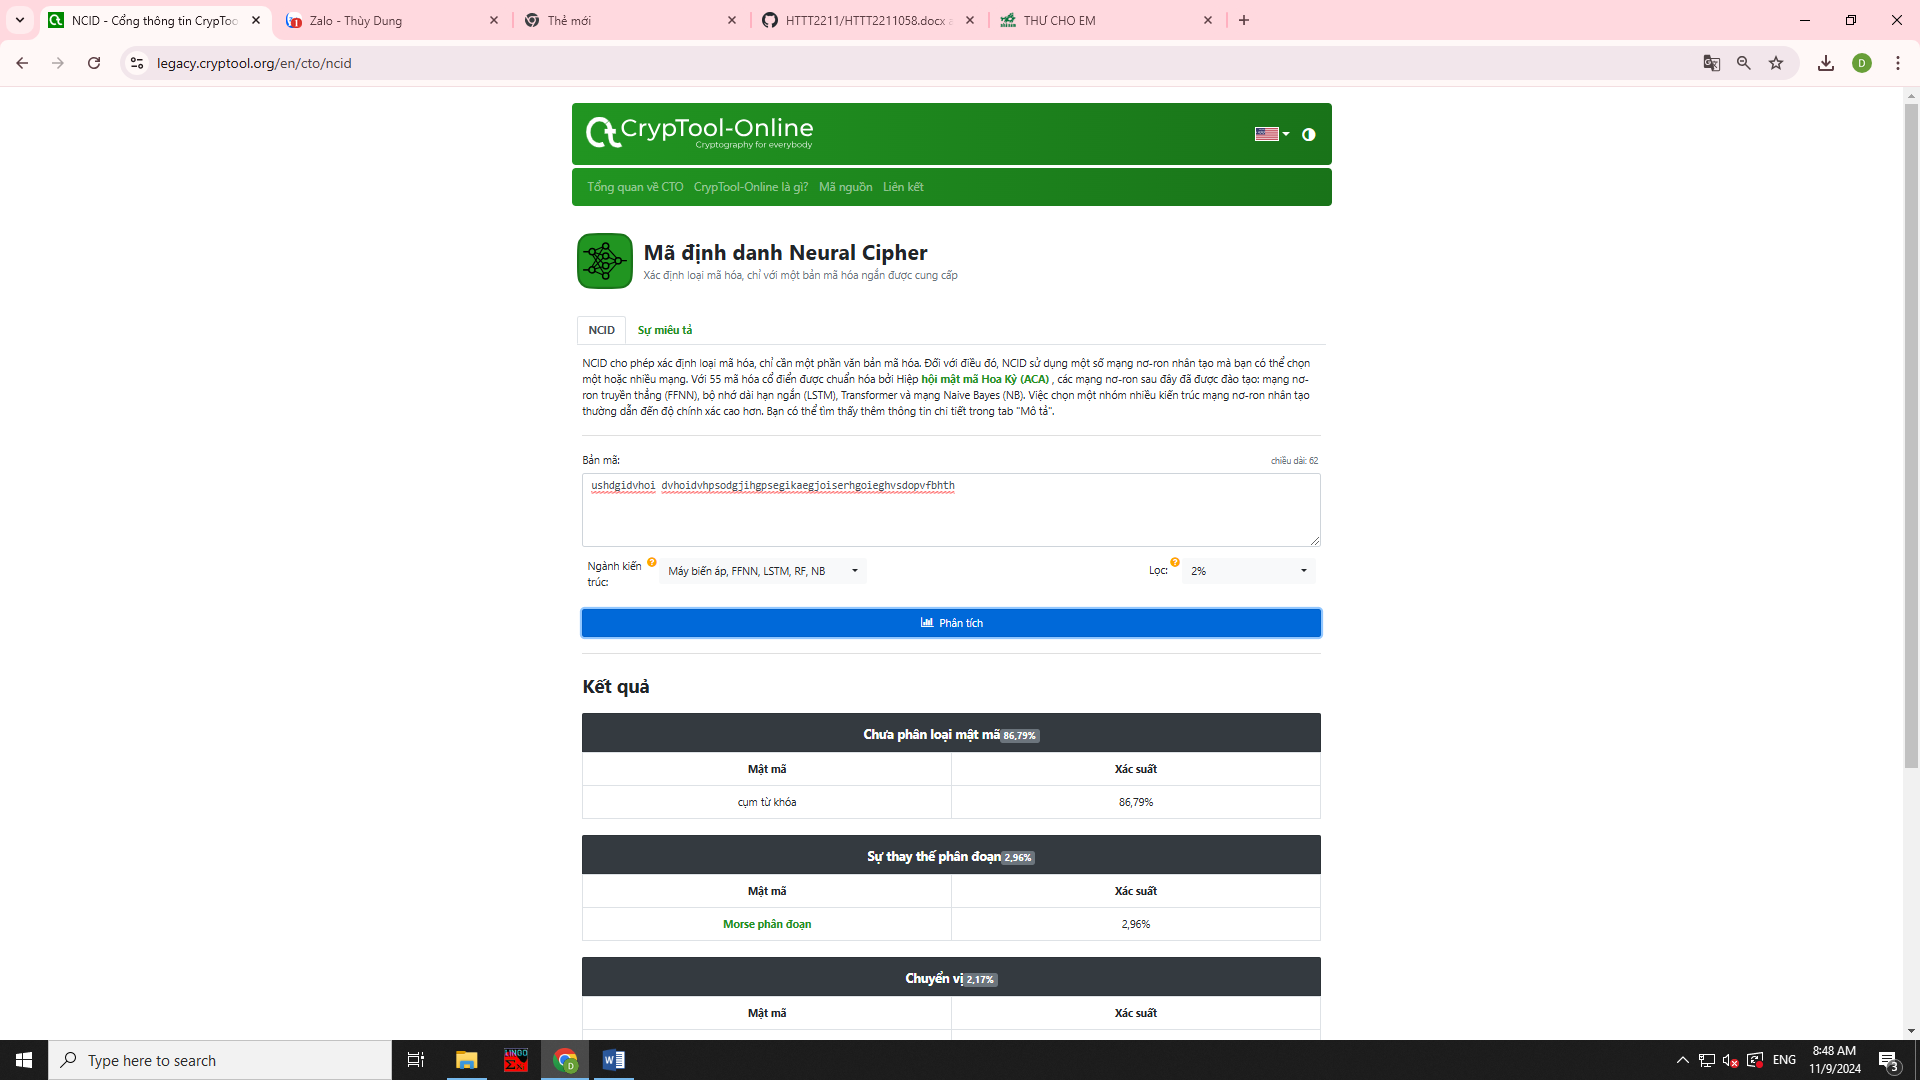 NCID - Cổng thông tin CrypToo
Zalo - Thùy Dung
Thẻ mới
HTTT2211/HTTT2211058.docx a
THƯ CHO EM
legacy.cryptool.org/en/cto/ncid
D
CrypTool-Online
Cryptography for everybody
Tổng quan về CTO CrypTool-Online là gì? Mã nguồn Liên kết
Mã định danh Neural Cipher
Xác định loại mã hóa, chỉ với một bản mã hóa ngắn được cung cấp
NCID Sự miêu tả
NCID cho phép xác định loại mã hóa, chỉ cần một phần văn bản mã hóa. Đối với điều đó, NCID sử dụng một số mạng nơ-ron nhân tạo mà bạn có thể chọn
một hoặc nhiều mạng. Với 55 mã hóa cổ điển được chuẩn hóa bởi Hiệp hội mật mã Hoa Kỳ (ACA) , các mạng nơ-ron sau đây đã được đào tạo: mạng nơ-
ron truyền thẳng (FFNN), bộ nhớ dài hạn ngắn (LSTM), Transformer và mạng Naive Bayes (NB). Việc chọn một nhóm nhiều kiến trúc mạng nơ-ron nhân tạo
thường dẫn đến độ chính xác cao hơn. Bạn có thể tìm thấy thêm thông tin chi tiết trong tab "Mô tả".
Bản mã: chiều dài: 62
ushdgidvhoi dvhoidvhpsodgjihgpsegikaegjoiserhgoieghvsdopvfbhth
Ngành kiến
trúc:
Máy biến áp, FFNN, LSTM, RF, NB
Lọc: 2%
Phân tích
Kết quả
Chưa phân loại mật mã 86,79%
Mật mã Xác suất
cụm từ khóa 86,79%
Sự thay thế phân đoạn 2,96%
Mật mã Xác suất
Morse phân đoạn 2,96%
Chuyển vị 2,17%
Mật mã Xác suất
Type here to search
LINGO
D
ENG
8:48 AM
11/9/2024
3